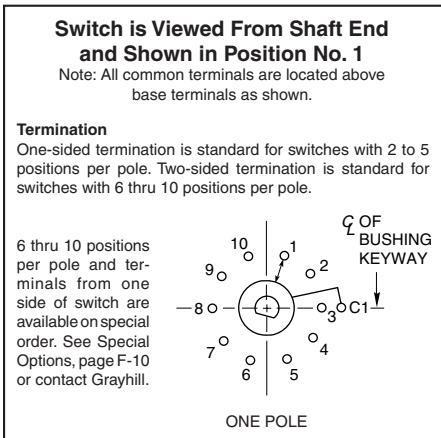 Switch is Viewed From Shaft End
and Shown in Position No. 1
Note: All common terminals are located above
base terminals as shown.
Termination
One-sided termination is standard for switches with 2 to 5
positions per pole. Two-sided termination is standard for
switches with 6 thru 10 positions per pole.
6 thru 10 positions
per pole and ter-
minals from one
side of switch are
available on special
order. See Special
Options, page F-10
or contact Grayhill.
℄ OF
BUSHING
KEYWAY
10 1
9 2
8 3 C1
7 4
6 5
ONE POLE